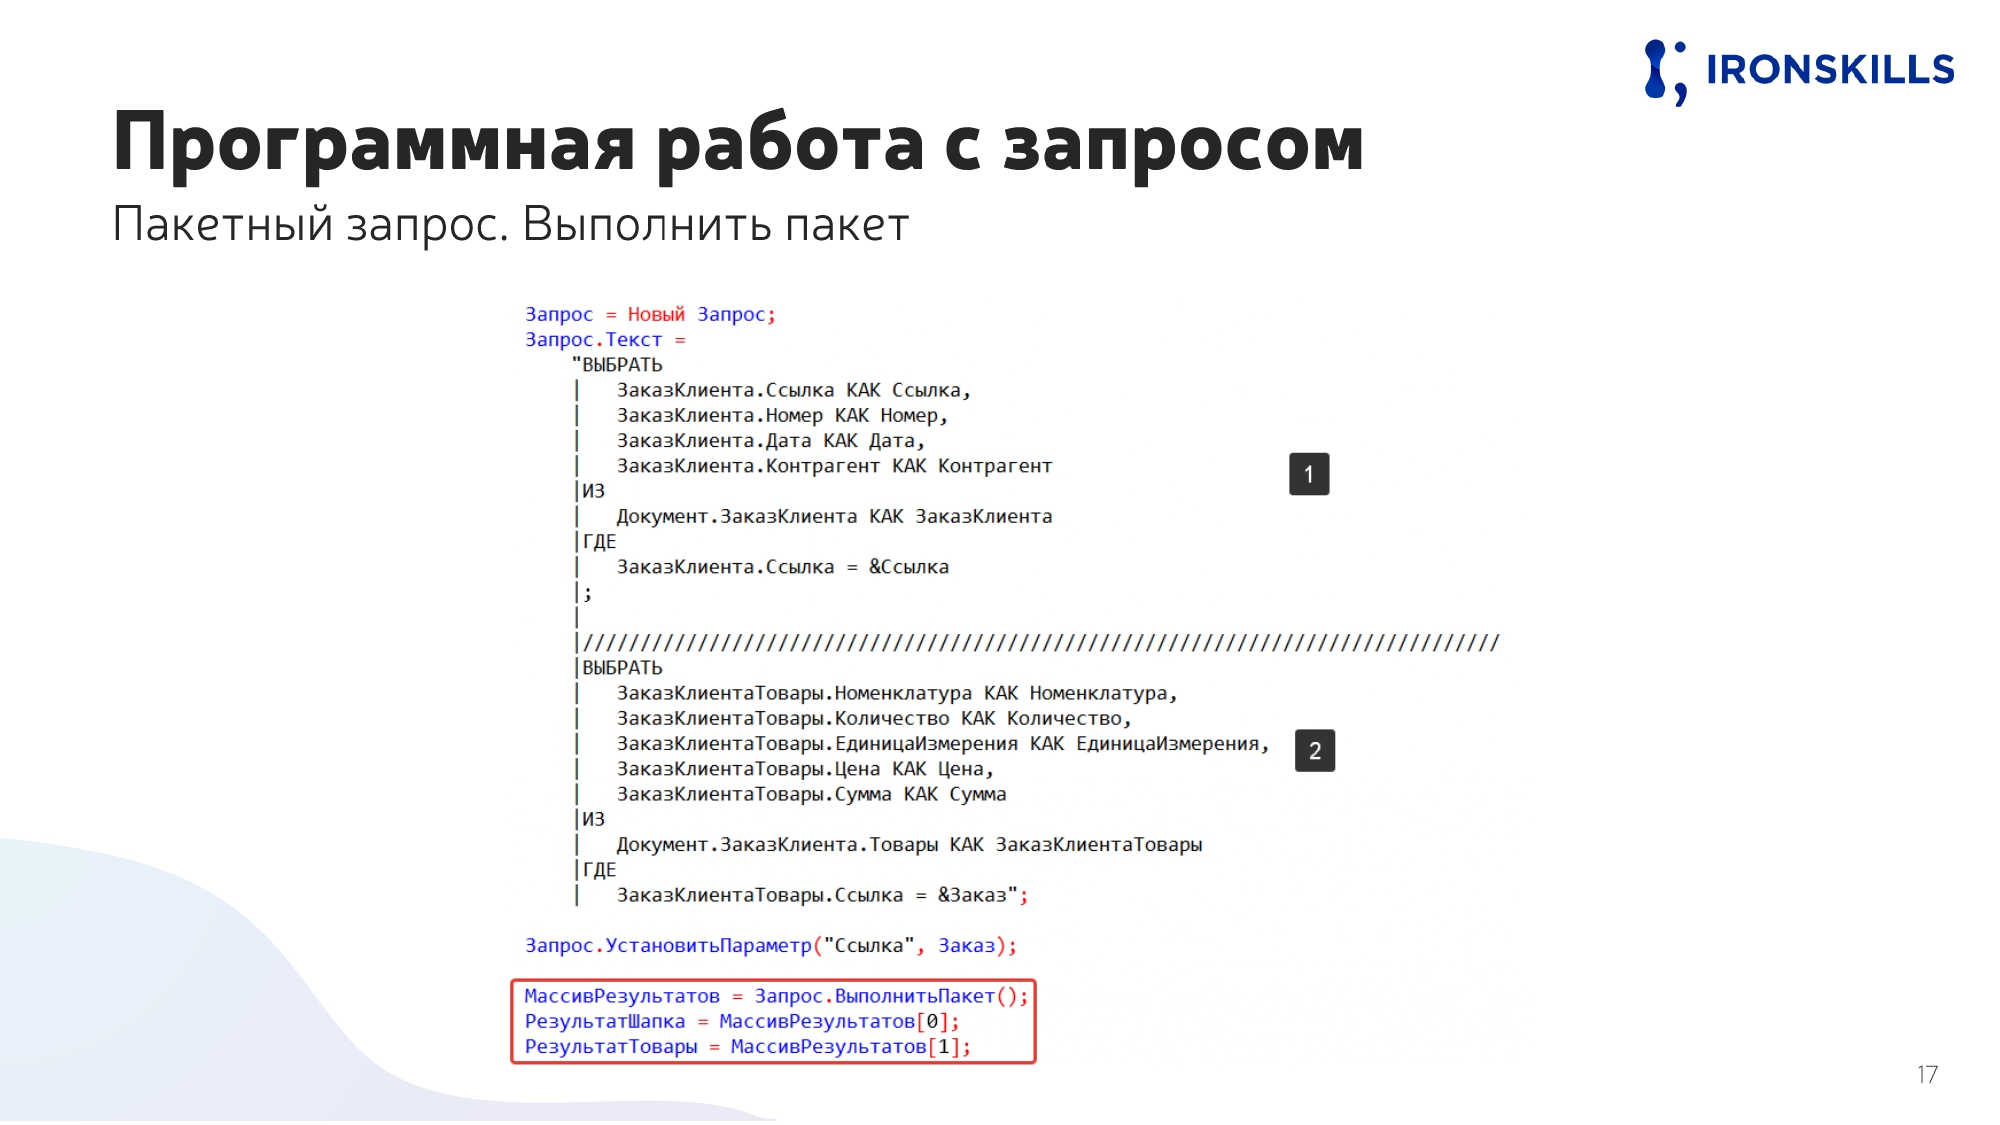 IRONSKILLS
Программная работа с запросом
Пакетный запрос. Выполнить пакет
Запрос = Новый Запрос;
Запрос.Текст =
"ВЫБРАТЬ
|   ЗаказКлиента.Ссылка КАК Ссылка,
|   ЗаказКлиента.Номер КАК Номер,
|   ЗаказКлиента.Дата КАК Дата,
|   ЗаказКлиента.Контрагент КАК Контрагент
1
|ИЗ
|   Документ.ЗаказКлиента КАК ЗаказКлиента
|ГДЕ
|   ЗаказКлиента.Ссылка = &Ссылка
|;
|
|////////////////////////////////////////////////////////////////////////////////
|ВЫБРАТЬ
|   ЗаказКлиентаТовары.Номенклатура КАК Номенклатура,
|   ЗаказКлиентаТовары.Количество КАК Количество,
|   ЗаказКлиентаТовары.ЕдиницаИзмерения КАК ЕдиницаИзмерения,
2
|   ЗаказКлиентаТовары.Цена КАК Цена,
|   ЗаказКлиентаТовары.Сумма КАК Сумма
|ИЗ
|   Документ.ЗаказКлиента.Товары КАК ЗаказКлиентаТовары
|ГДЕ
|   ЗаказКлиентаТовары.Ссылка = &Заказ";
Запрос.УстановитьПараметр("Ссылка", Заказ);
МассивРезультатов = Запрос.ВыполнитьПакет();
РезультатШапка = МассивРезультатов[0];
РезультатТовары = МассивРезультатов[1];
17